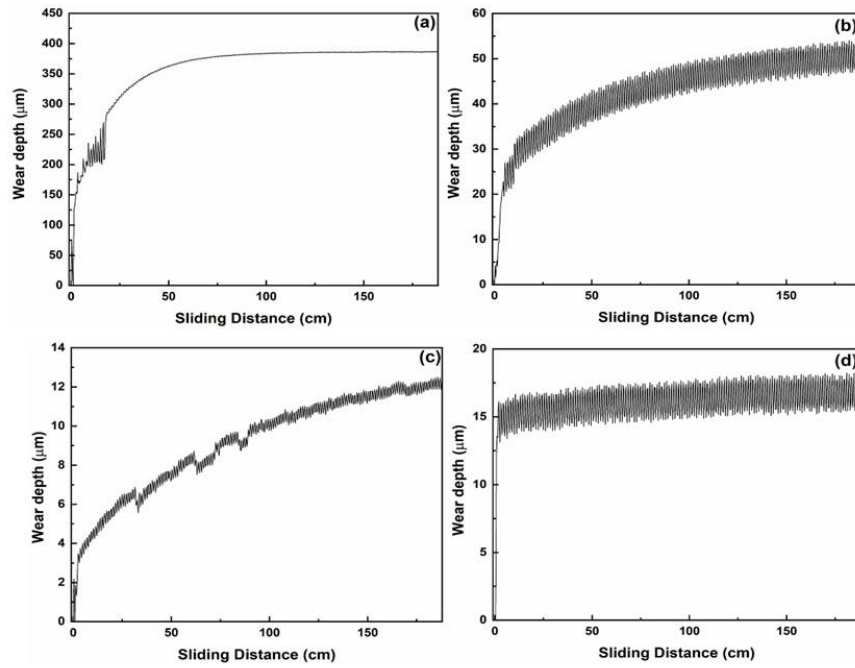 (a)
Wear depth (μm)
450
400
350
300
250
200
150
100
50
0
0 50 100 150
Sliding Distance (cm)
(b)
Wear depth (μm)
60
50
40
30
20
10
0
0 50 100 150
Sliding Distance (cm)
(c)
Wear depth (μm)
14
12
10
8
6
4
2
0
0 50 100 150
Sliding Distance (cm)
(d)
Wear depth (μm)
20
15
10
5
0
0 50 100 150
Sliding Distance (cm)